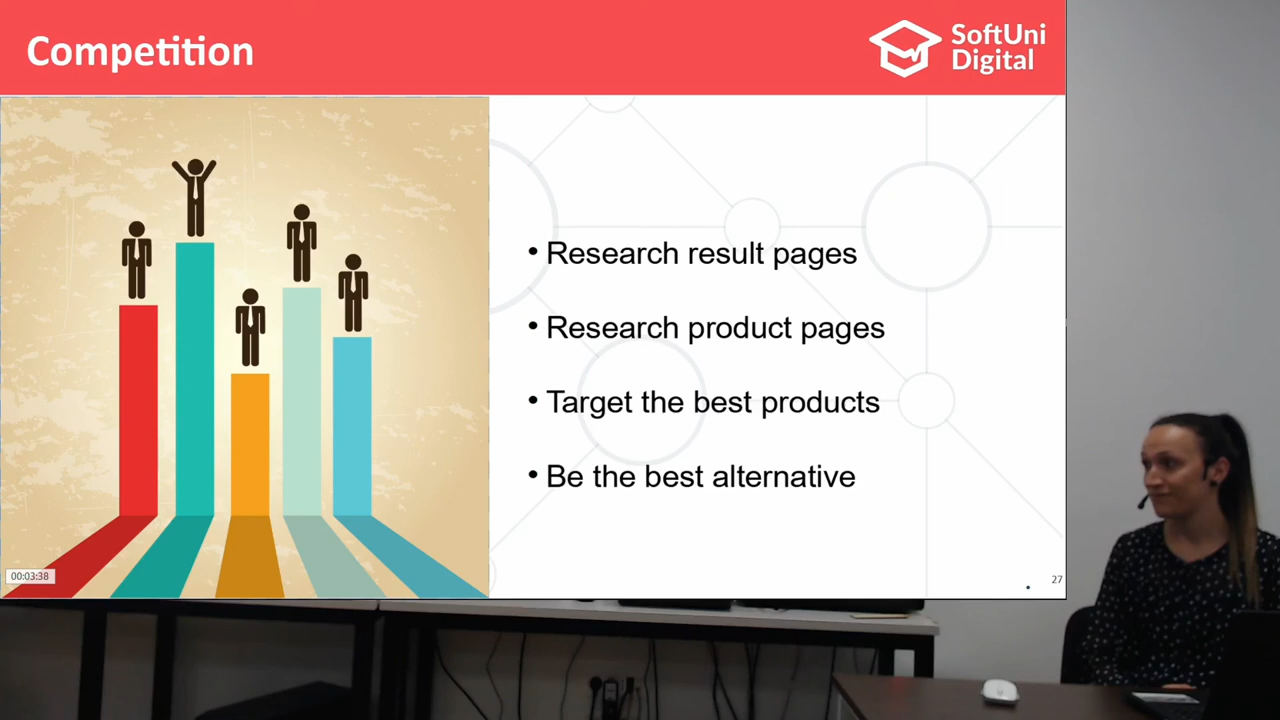 Competition
SoftUni
Digital
• Research result pages
• Research product pages
• Target the best products
• Be the best alternative
00:03:38
27